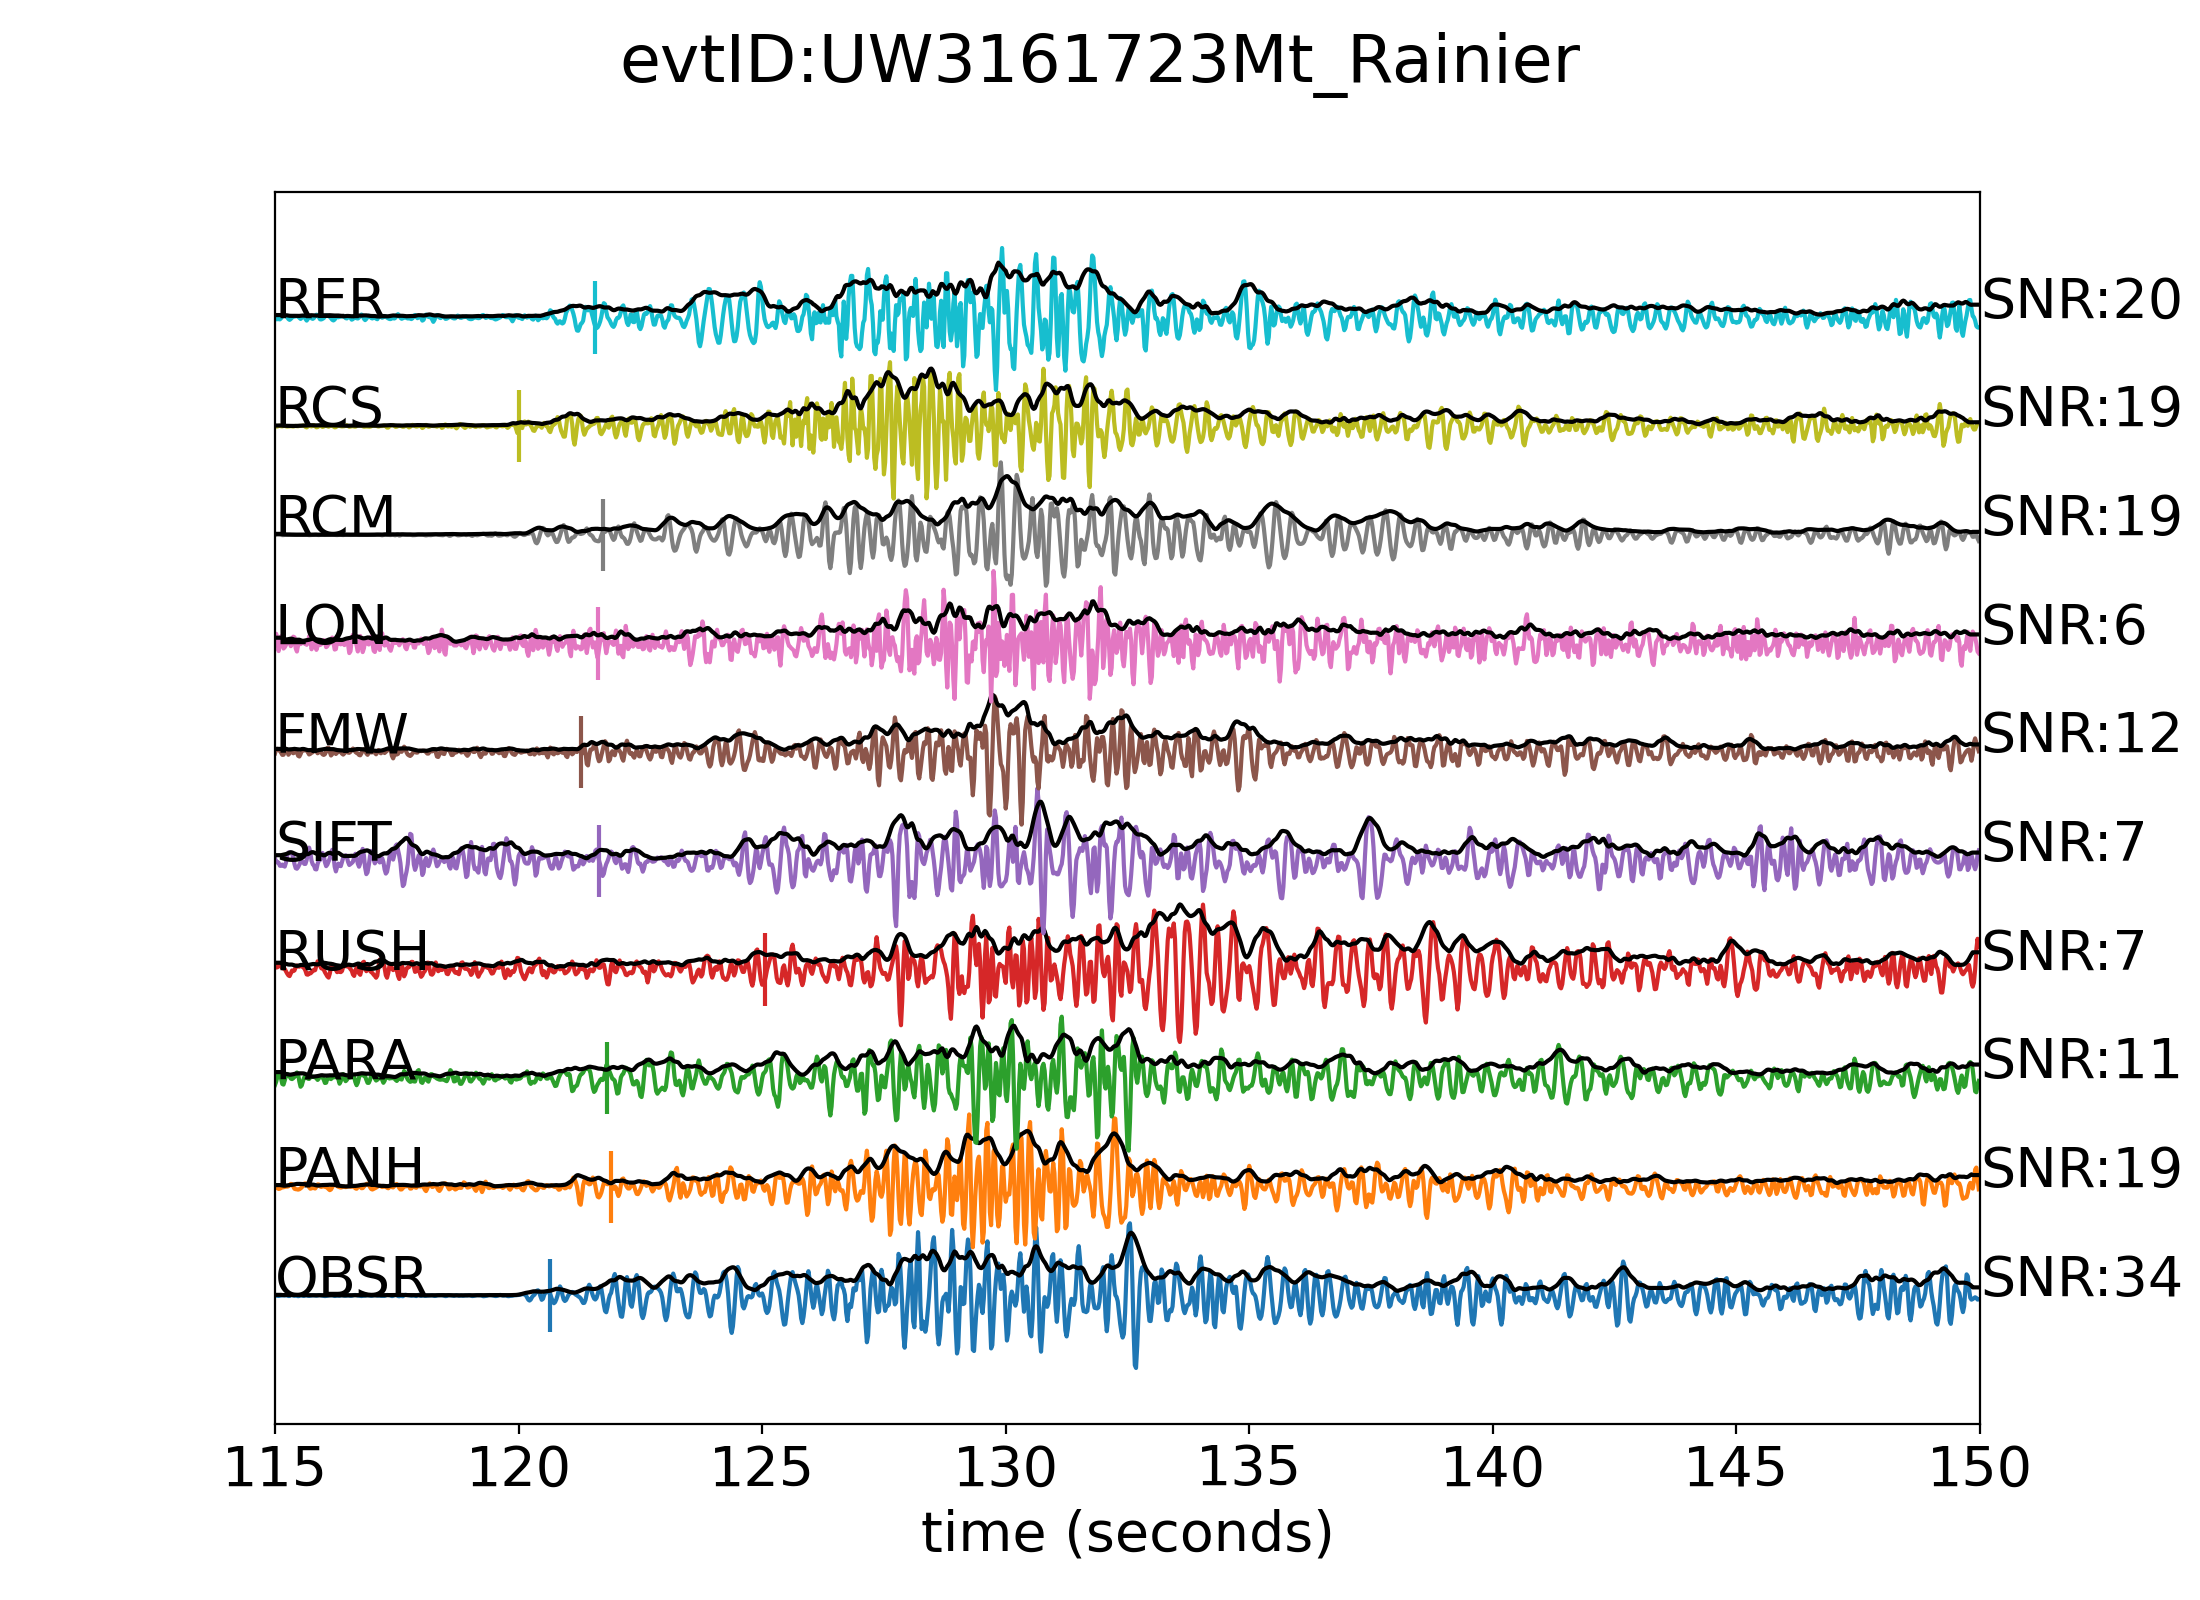 evtID:UW3161723Mt_Rainier
RER SNR:20
RCS SNR:19
RCM SNR:19
LON SNR:6
FMW SNR:12
SIFT SNR:7
RUSH SNR:7
PARA SNR:11
PANH SNR:19
OBSR SNR:34
115 120 125 130 135 140 145 150
time (seconds)